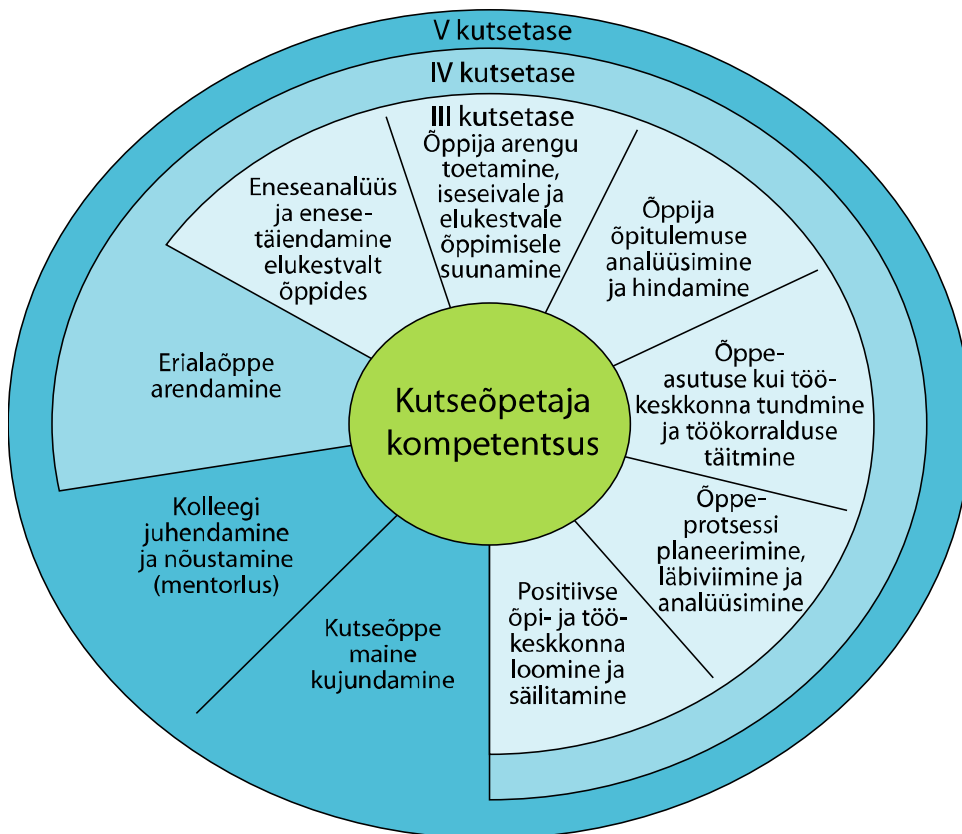 V kutsetase
IV kutsetase
III kutsetase
Õppija arengu
toetamine,
iseseivale ja
elukestvale
õppimisele
suunamine
Õppija
õpitulemuse
analüüsimine
ja hindamine
Õppe-
asutuse kui töö-
keskkonna tundmine
ja töökorralduse
täitmine
Õppe-
protsessi
planeerimine,
läbiviimine ja
analüüsimine
Positiivse
õpi- ja töö-
keskkonna
loomine ja
säilitamine
Kutseõppe
maine
kujundamine
Kolleegi
juhendamine
ja nõustamine
(mentorlus)
Erialaõppe
arendamine
Eneseanalüüs
ja enese-
täiendamine
elukestvalt
õppides
Kutseõpetaja
kompetentsus